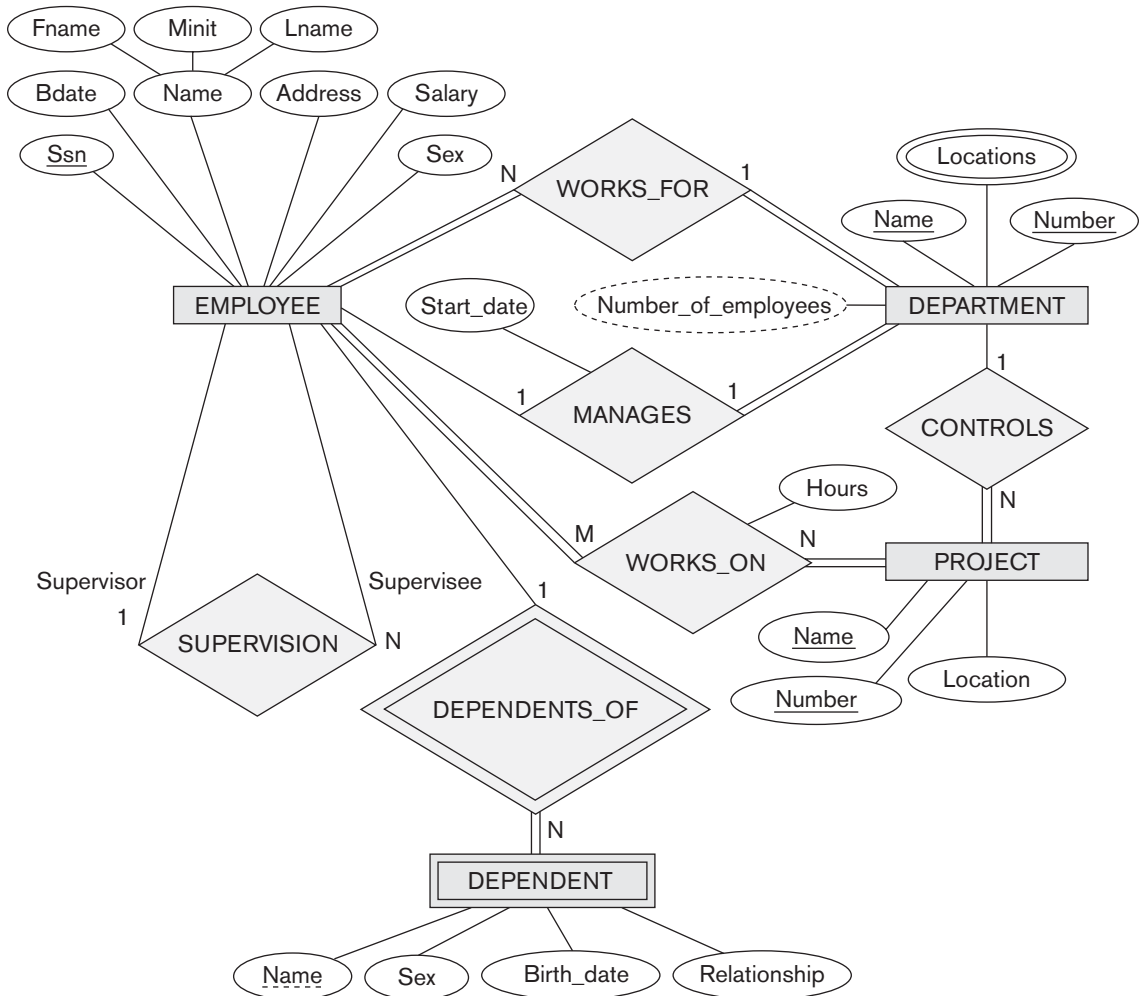 Fname
Minit
Lname
Bdate
Name
Address
Salary
Ssn
Sex
N
WORKS_FOR
1
Locations
Name
Number
EMPLOYEE
Start_date
Number_of_employees
DEPARTMENT
1
MANAGES
1
1
CONTROLS
N
Hours
M
WORKS_ON
N
PROJECT
Supervisor
1
Supervisee
N
SUPERVISION
1
Name
Number
Location
DEPENDENTS_OF
N
DEPENDENT
Name
Sex
Birth_date
Relationship